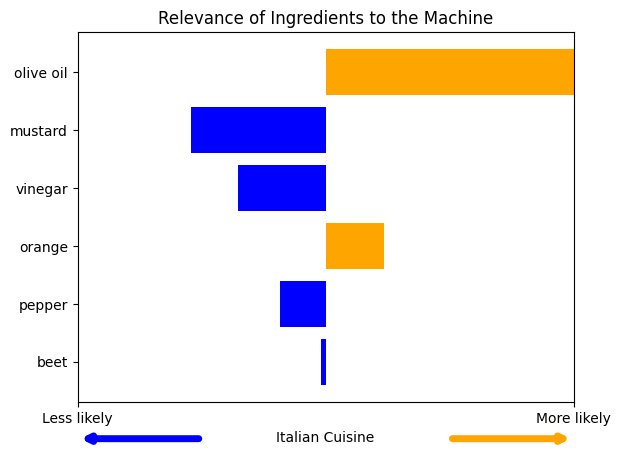 Relevance of Ingredients to the Machine
olive oil
mustard
vinegar
orange
pepper
beet
Less likely
More likely
Italian Cuisine